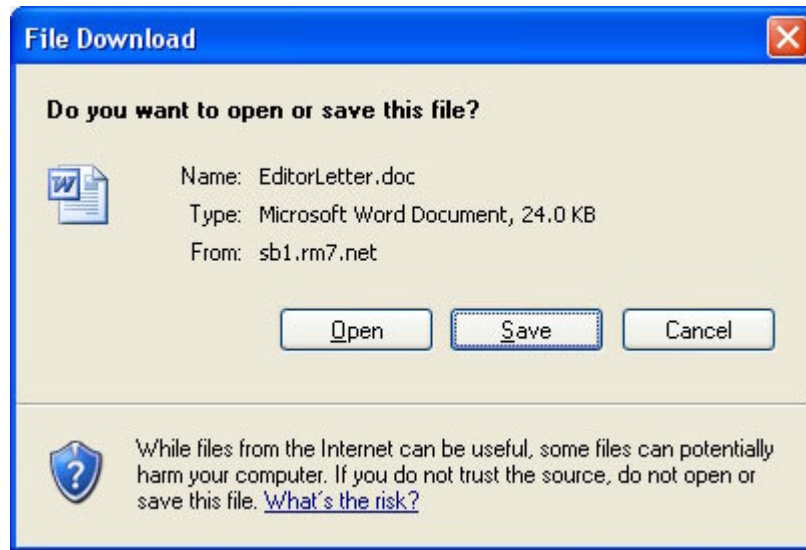 File Download
Do you want to open or save this file?
W
Name: EditorLetter.doc
Type: Microsoft Word Document, 24.0 KB
From: sb1.rm7.net
Open Save Cancel
?
While files from the Internet can be useful, some files can potentially
harm your computer. If you do not trust the source, do not open or
save this file. What's the risk?